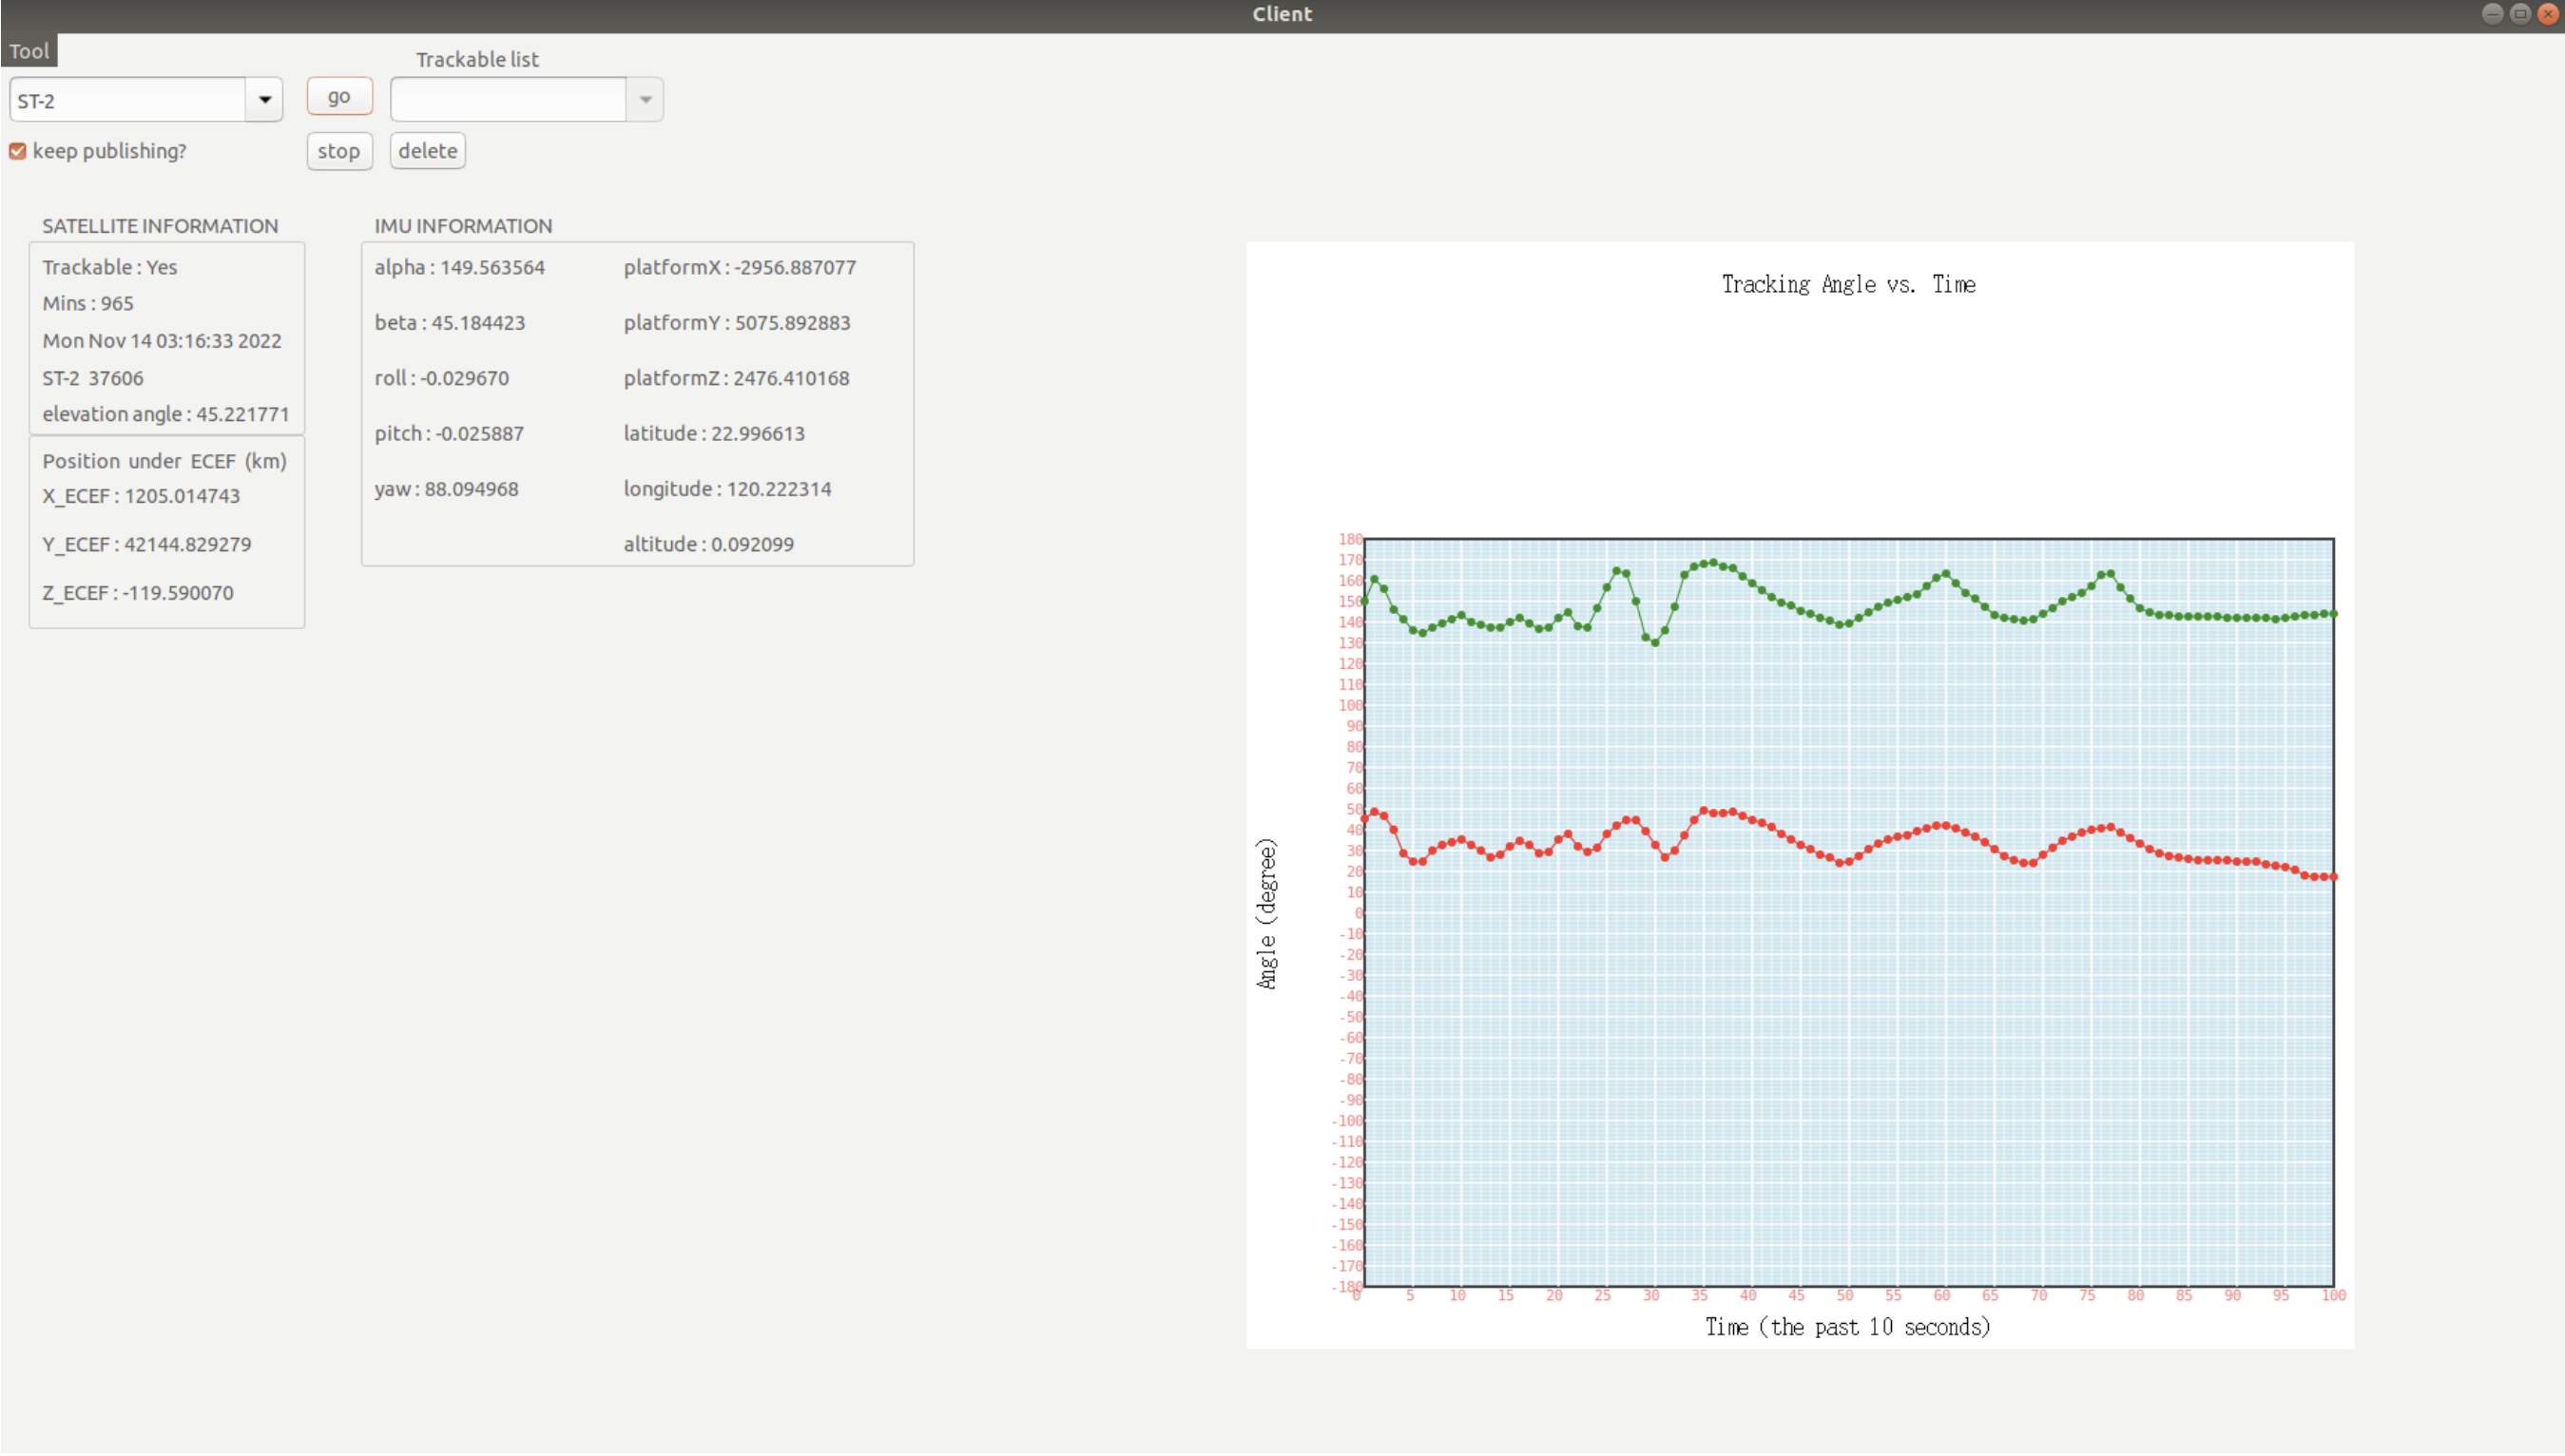 Client
Tool
Trackable list
ST-2
go
keep publishing?
stop
delete
SATELLITE INFORMATION
Trackable : Yes
Mins : 965
Mon Nov 14 03:16:33 2022
ST-2 37606
elevation angle : 45.221771
Position under ECEF (km)
X_ECEF : 1205.014743
Y_ECEF : 42144.829279
Z_ECEF : -119.590070
IMU INFORMATION
alpha : 149.563564
beta : 45.184423
roll : -0.029670
pitch : -0.025887
yaw : 88.094968
platformX : -2956.887077
platformY : 5075.892883
platformZ : 2476.410168
latitude : 22.996613
longitude : 120.222314
altitude : 0.092099
Tracking Angle vs. Time
Angle (degree)
180
170
160
150
140
130
120
110
100
90
80
70
60
50
40
30
20
10
0
-10
-20
-30
-40
-50
-60
-70
-80
-90
-100
-110
-120
-130
-140
-150
-160
-170
-180
0 5 10 15 20 25 30 35 40 45 50 55 60 65 70 75 80 85 90 95 100
Time (the past 10 seconds)